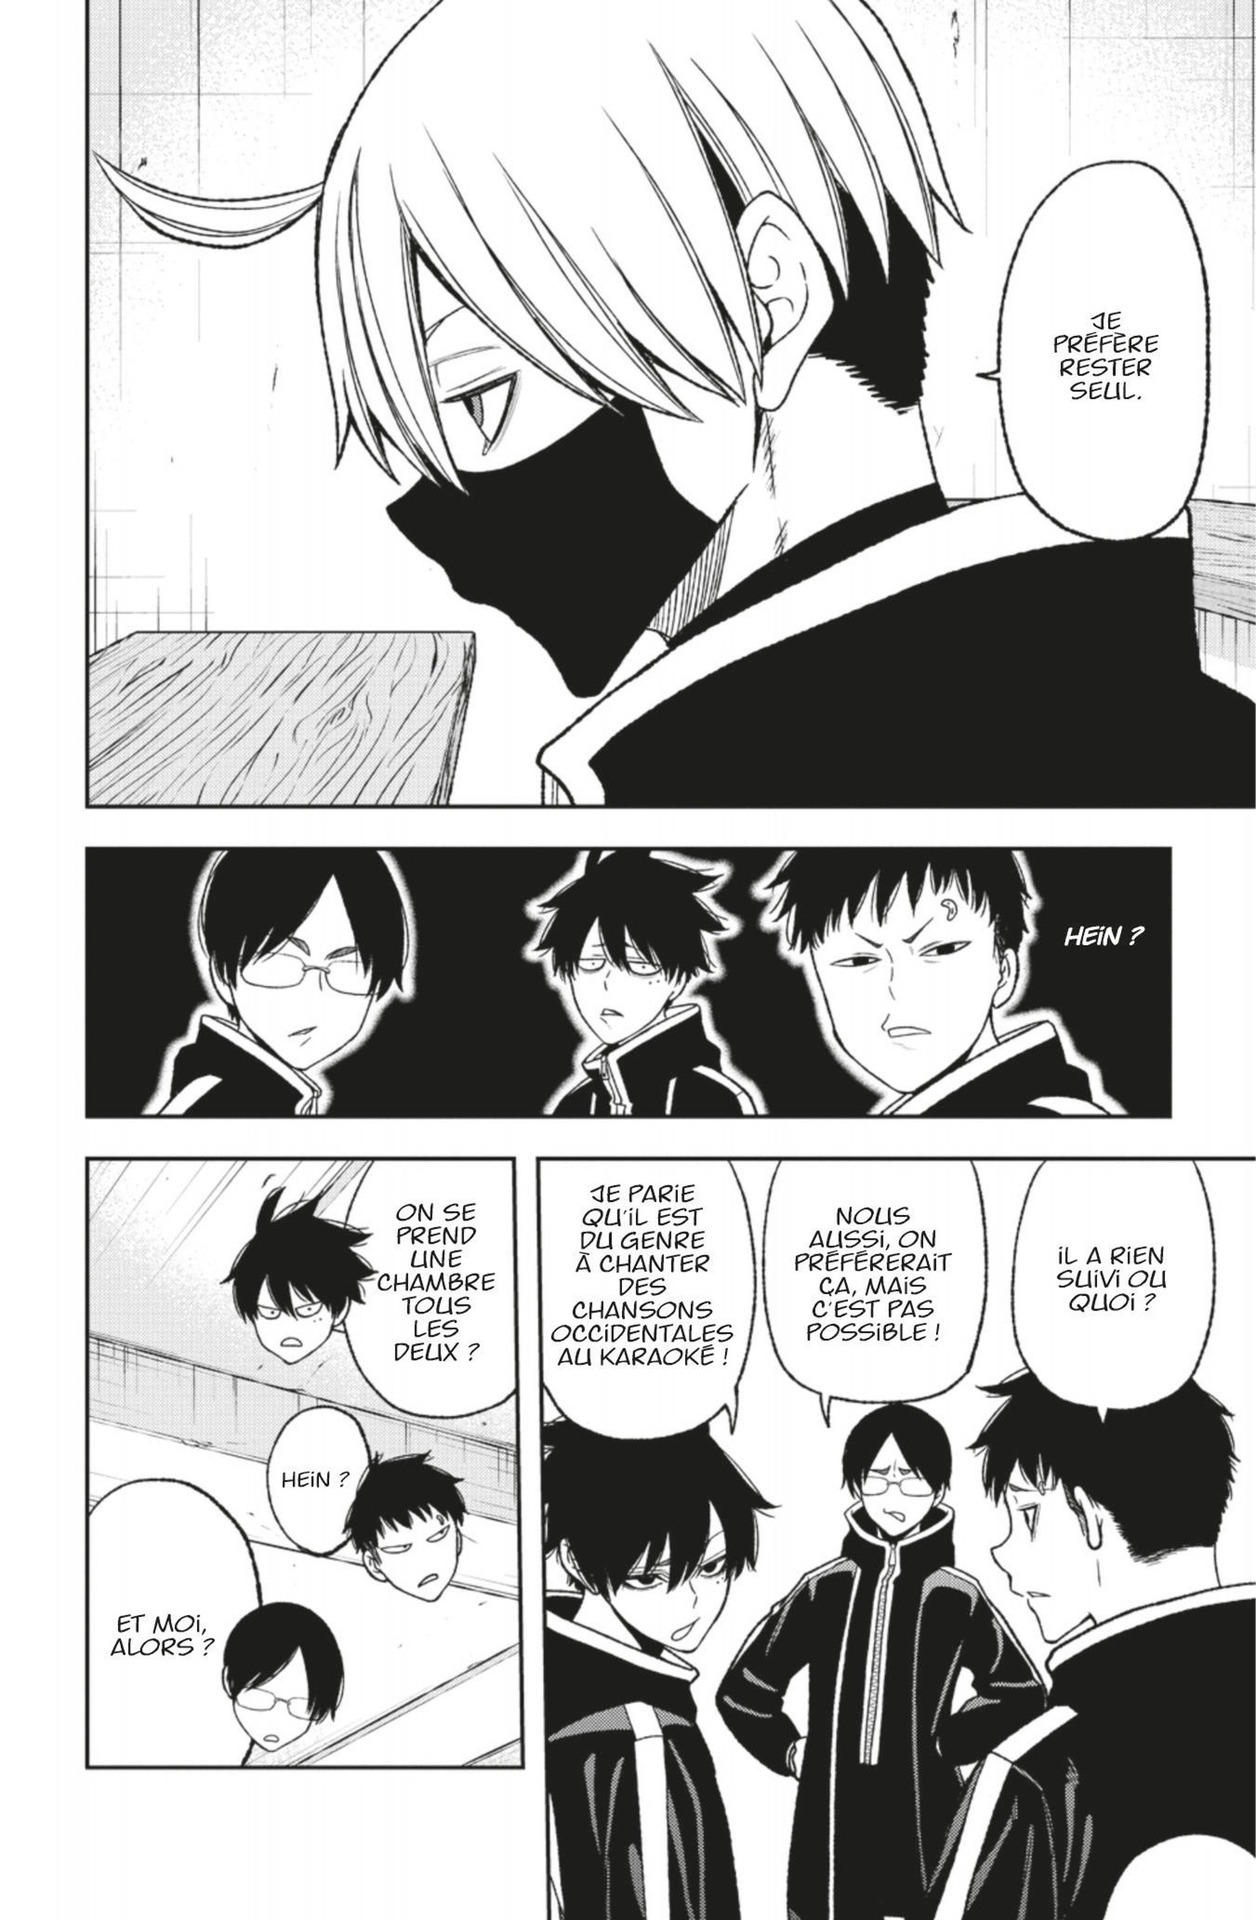 JE
PRÉFÈRE
RESTER
SEUL.
HEIN ?
IL A RIEN
SUIVI OU
QUOI ?
NOUS
AUSSI, ON
PRÉFÉRERAIT
ÇA, MAIS
C'EST PAS
POSSIBLE !
JE PARIE
QU'IL EST
DU GENRE
À CHANTER
DES
CHANSONS
OCCIDENTALES
AU KARAOKÉ !
ON SE
PREND
UNE
CHAMBRE
TOUS
LES
DEUX ?
HEIN ?
ET MOI,
ALORS ?